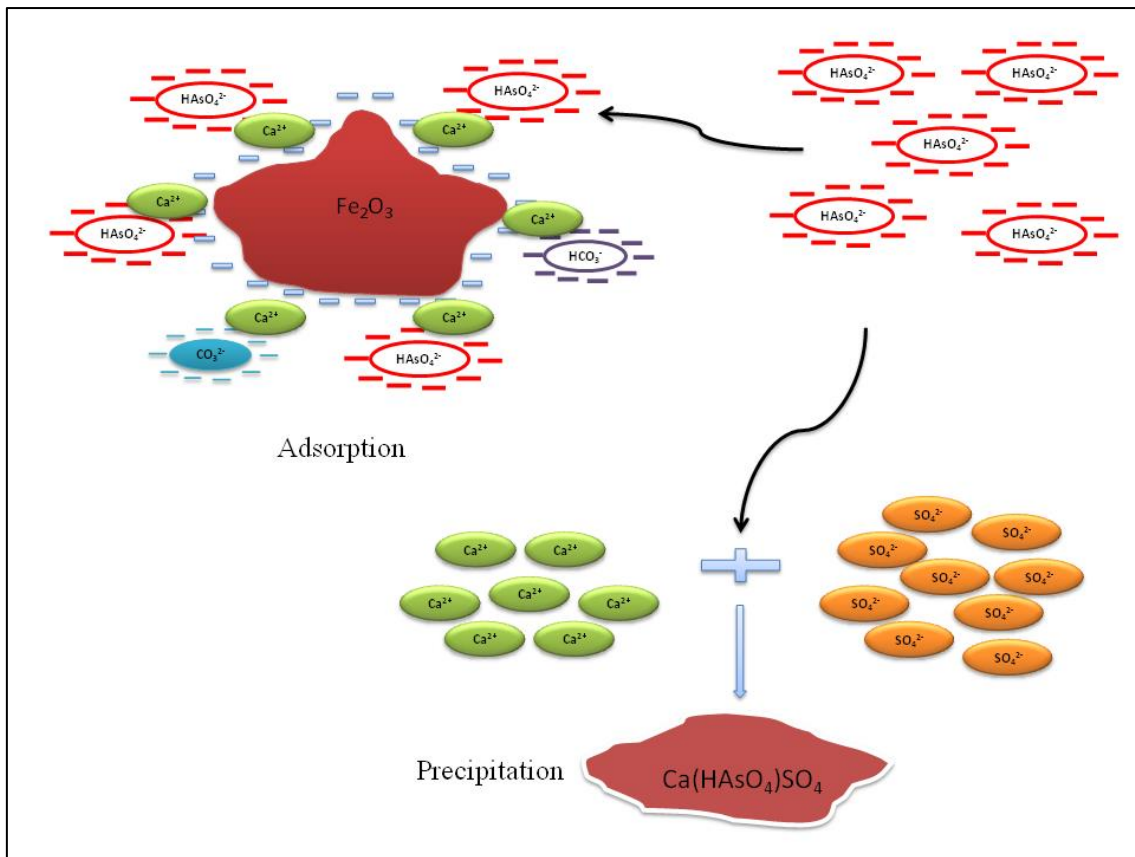 HAsO₄²⁻
HAsO₄²⁻
HAsO₄²⁻
HAsO₄²⁻
Ca²⁺
Ca²⁺
HAsO₄²⁻
Ca²⁺
Fe₂O₃
Ca²⁺
HAsO₄²⁻
HAsO₄²⁻
HAsO₄²⁻
HCO₃⁻
Ca²⁺
Ca²⁺
CO₃²⁻
HAsO₄²⁻
Adsorption
SO₄²⁻
SO₄²⁻
Ca²⁺
Ca²⁺
SO₄²⁻
SO₄²⁻
SO₄²⁻
Ca²⁺
Ca²⁺
Ca²⁺
SO₄²⁻
SO₄²⁻
Ca²⁺
Ca²⁺
SO₄²⁻
SO₄²⁻
Precipitation
Ca(HAsO₄)SO₄